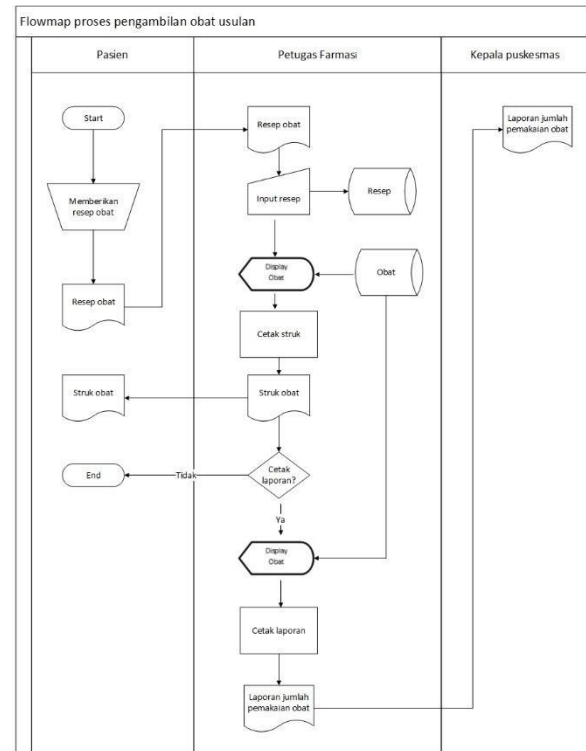 Flowmap proses pengambilan obat usulan
Pasien
Petugas Farmasi
Kepala puskesmas
Start
Resep obat
Laporan jumlah
pemakaian obat
Memberikan
resep obat
Input resep
Resep
Resep obat
Display
Obat
Obat
Cetak struk
Struk obat
Struk obat
End
Tidak
Cetak
laporan?
Ya
Display
Obat
Cetak laporan
Laporan jumlah
pemakaian obat